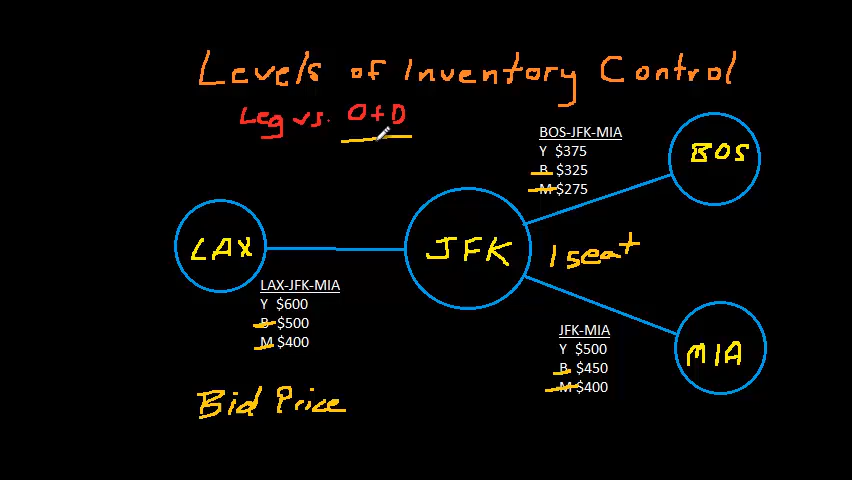 Levels of Inventory Control
Leg vs. O+D
BOS-JFK-MIA
Y $375
B $325
M $275
BOS
LAX
JFK
1 seat
LAX-JFK-MIA
Y $600
B $500
M $400
JFK-MIA
Y $500
B $450
M $400
MIA
Bid Price